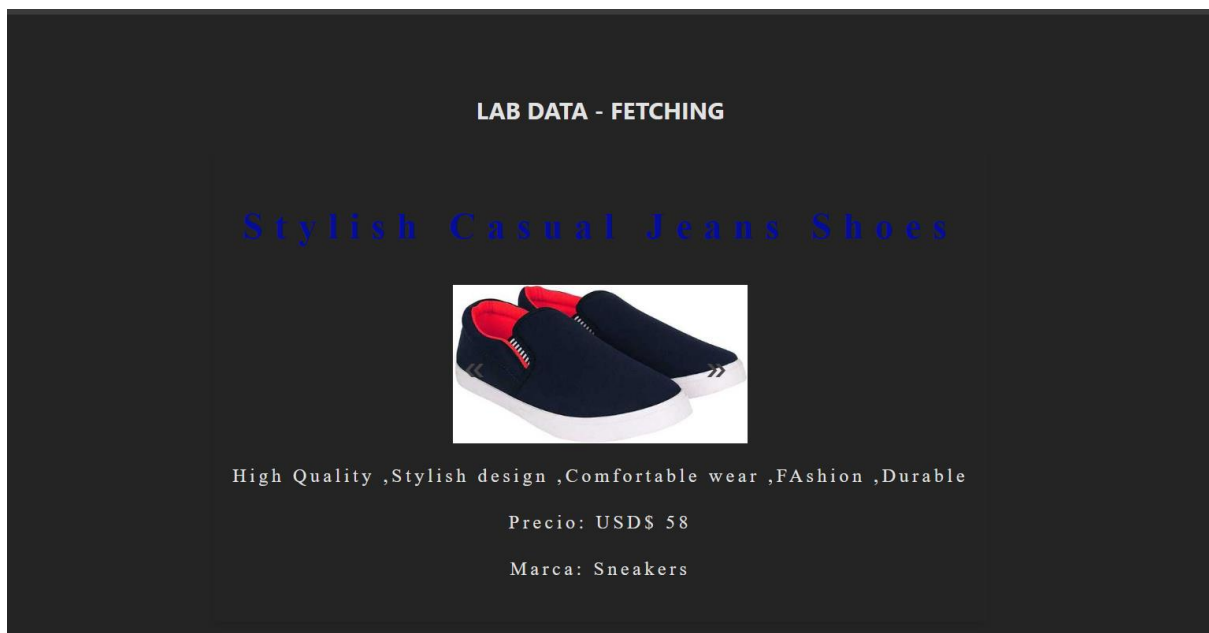 LAB DATA - FETCHING
Stylish Casual Jeans Shoes
High Quality ,Stylish design ,Comfortable wear ,FAshion ,Durable
Precio: USD$ 58
Marca: Sneakers